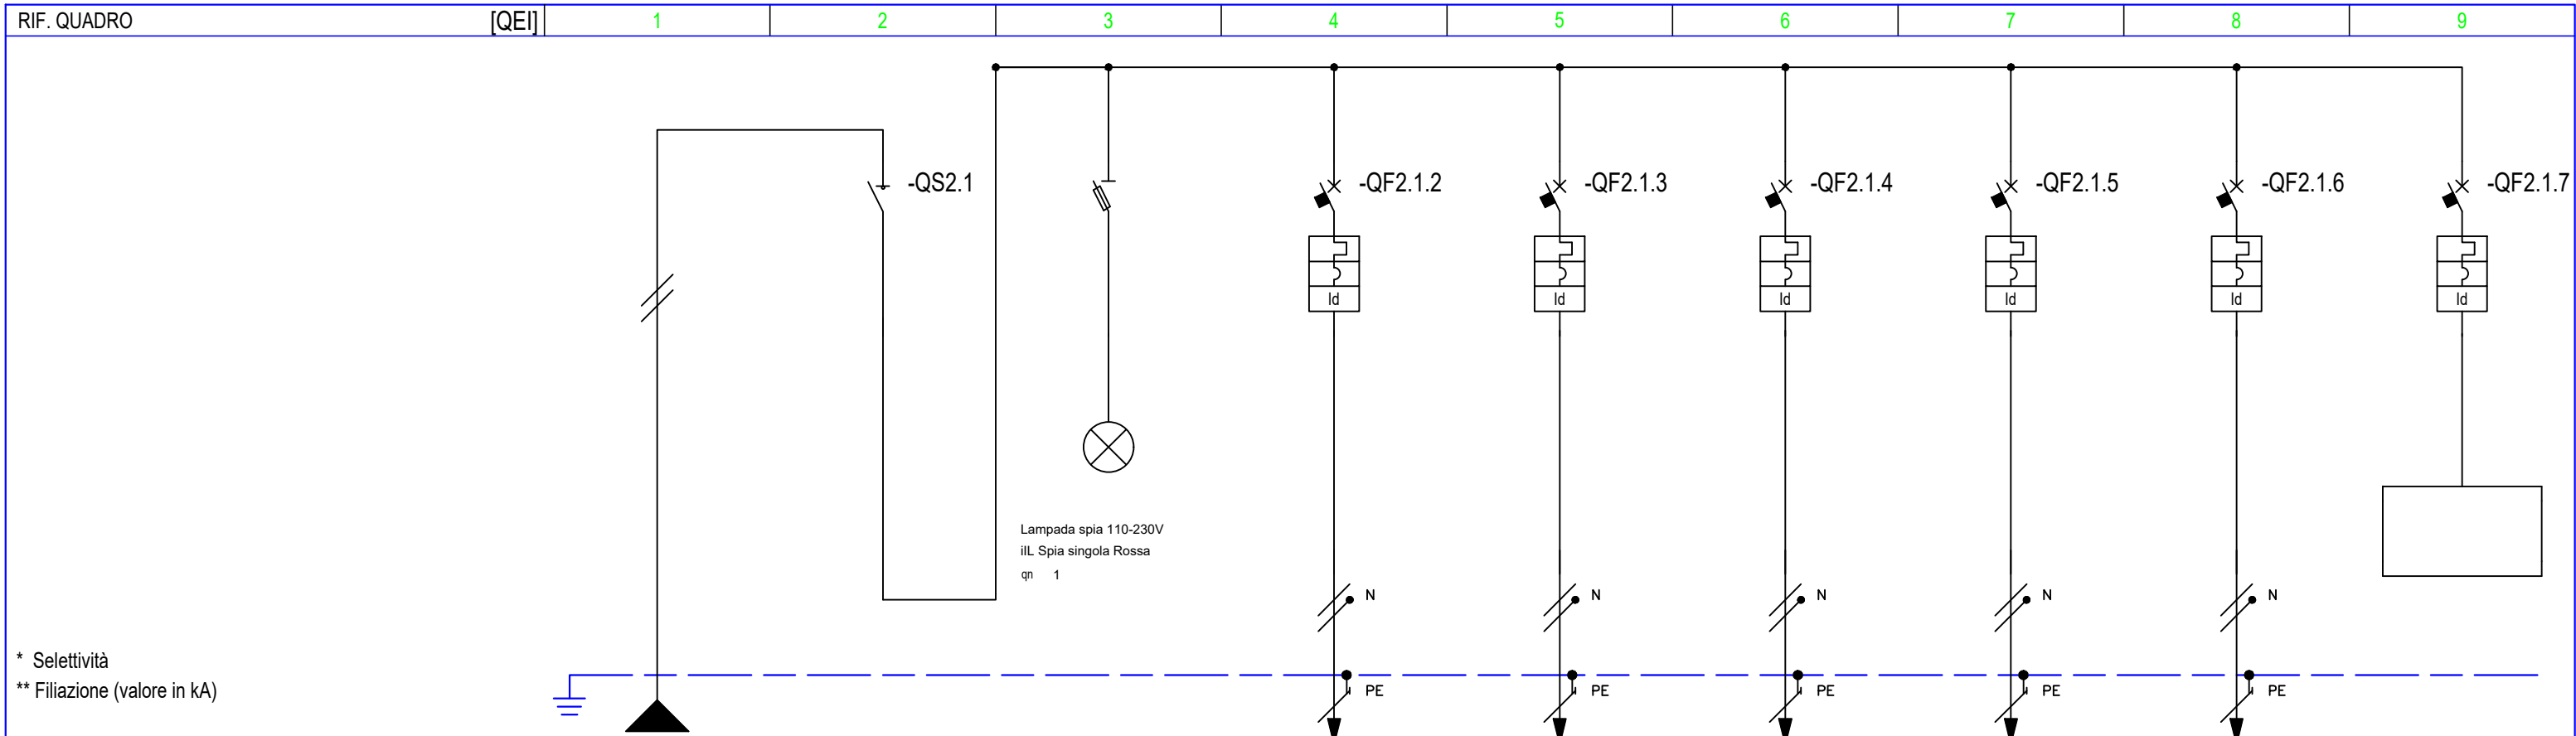 RIF. QUADRO [QEI] 1 2 3 4 5 6 7 8 9
-QS2.1 -QF2.1.2 -QF2.1.3 -QF2.1.4 -QF2.1.5 -QF2.1.6 -QF2.1.7
Id Id Id Id Id Id
Lampada spia 110-230V
iIL Spia singola Rossa
qn 1
N N N N N
* Selettività
** Filiazione (valore in kA)
PE PE PE PE PE